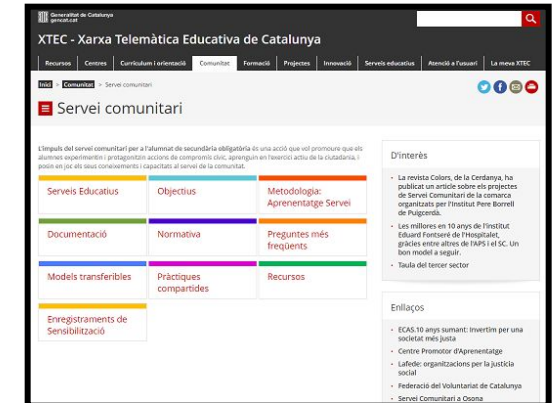 Generalitat de Catalunya
gencat.cat
XTEC - Xarxa Telemàtica Educativa de Catalunya
Recursos Centres Currículum i orientació Comunitat Formació Projectes Innovació Serveis educatius Atenció a l'usuari La meva XTEC
Inici > Comunitat > Servei comunitari
Servei comunitari
L'impuls del servei comunitari per a l'alumnat de secundària obligatòria és una acció que vol promoure que els
alumnes experimentin i protagonitzin accions de compromís cívic, aprenguin en l'exercici actiu de la ciutadania, i
posin en joc els seus coneixements i capacitats al servei de la comunitat.
Serveis Educatius
Objectius
Metodologia:
Aprenentatge Servei
Documentació
Normativa
Preguntes més
freqüents
Models transferibles
Pràctiques
compartides
Recursos
Enregistraments de
Sensibilització
D'interès
La revista Colors, de la Cerdanya, ha
publicat un article sobre els projectes
de Servei Comunitari de la comarca
organitzats per l'Institut Pere Borrell
de Puigcerdà.
Les millores en 10 anys de l'institut
Eduard Fontserè de l'Hospitalet,
gràcies entre altres de l'APS i el SC. Un
bon model a seguir.
Taula del tercer sector
Enllaços
ECAS.10 anys sumant: Invertim per una
societat més justa
Centre Promotor d'Aprenentage
Lafede: organitzacions per la justícia
social
Federació del Voluntariat de Catalunya
Servei Comunitari a Osona